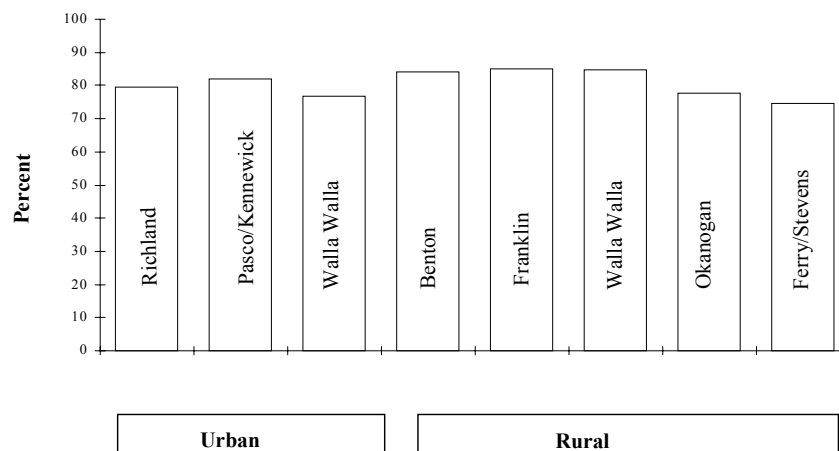 100
90
80
70
60
50
40
30
20
10
0
Percent
Richland
Pasco/Kennewick
Walla Walla
Benton
Franklin
Walla Walla
Okanogan
Ferry/Stevens
Urban
Rural